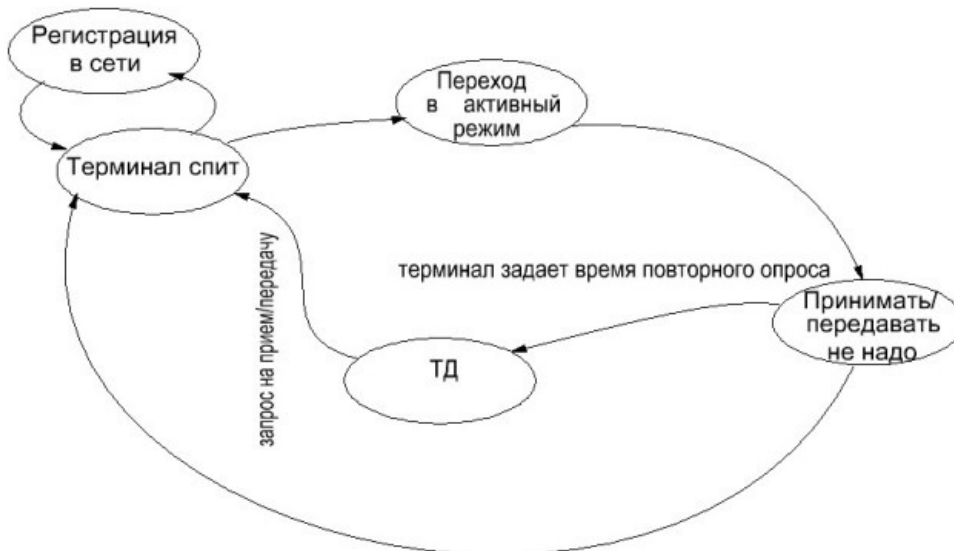 Регистрация
в сети
Переход
в активный
режим
Терминал спит
запрос на прием/передачу
терминал задает время повторного опроса
Принимать/
передавать
не надо
ТД